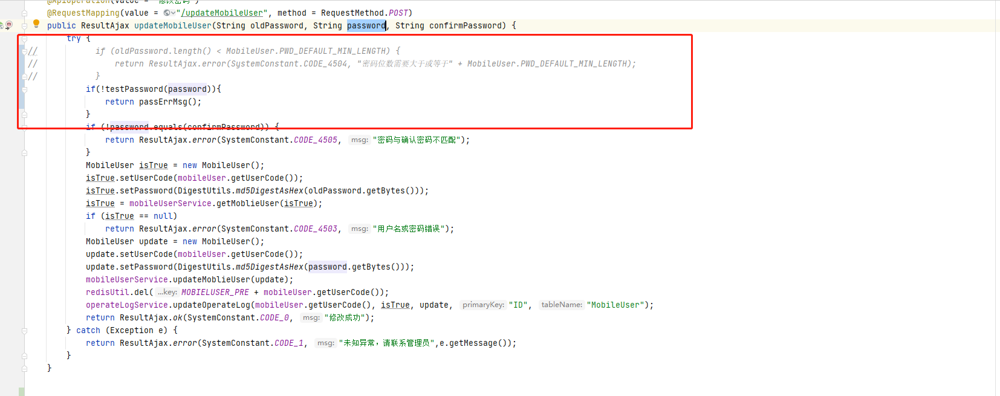 @ApiOperation(value = "修改密码")
@RequestMapping(value = "/updateMobileUser", method = RequestMethod.POST)
public ResultAjax updateMobileUser(String oldPassword, String password, String confirmPassword) {
try {
// if (oldPassword.length() < MobileUser.PWD_DEFAULT_MIN_LENGTH) {
// return ResultAjax.error(SystemConstant.CODE_4504, "密码位数需要大于或等于" + MobileUser.PWD_DEFAULT_MIN_LENGTH);
// }
if(!testPassword(password)){
return passErrMsg();
}
if (!password.equals(confirmPassword)) {
return ResultAjax.error(SystemConstant.CODE_4505, msg: "密码与确认密码不匹配");
}
MobileUser isTrue = new MobileUser();
isTrue.setUserCode(mobileUser.getUserCode());
isTrue.setPassword(DigestUtils.md5DigestAsHex(oldPassword.getBytes()));
isTrue = mobileUserService.getMoblieUser(isTrue);
if (isTrue == null)
return ResultAjax.error(SystemConstant.CODE_4503, msg: "用户名或密码错误");
MobileUser update = new MobileUser();
update.setUserCode(mobileUser.getUserCode());
update.setPassword(DigestUtils.md5DigestAsHex(password.getBytes()));
mobileUserService.updateMoblieUser(update);
redisUtil.del( ...key: MOBIELUSER_PRE + mobileUser.getUserCode());
operateLogService.updateOperateLog(mobileUser.getUserCode(), isTrue, update, primaryKey: "ID", tableName: "MobileUser");
return ResultAjax.ok(SystemConstant.CODE_0, msg: "修改成功");
} catch (Exception e) {
return ResultAjax.error(SystemConstant.CODE_1, msg: "未知异常，请联系管理员",e.getMessage());
}
}